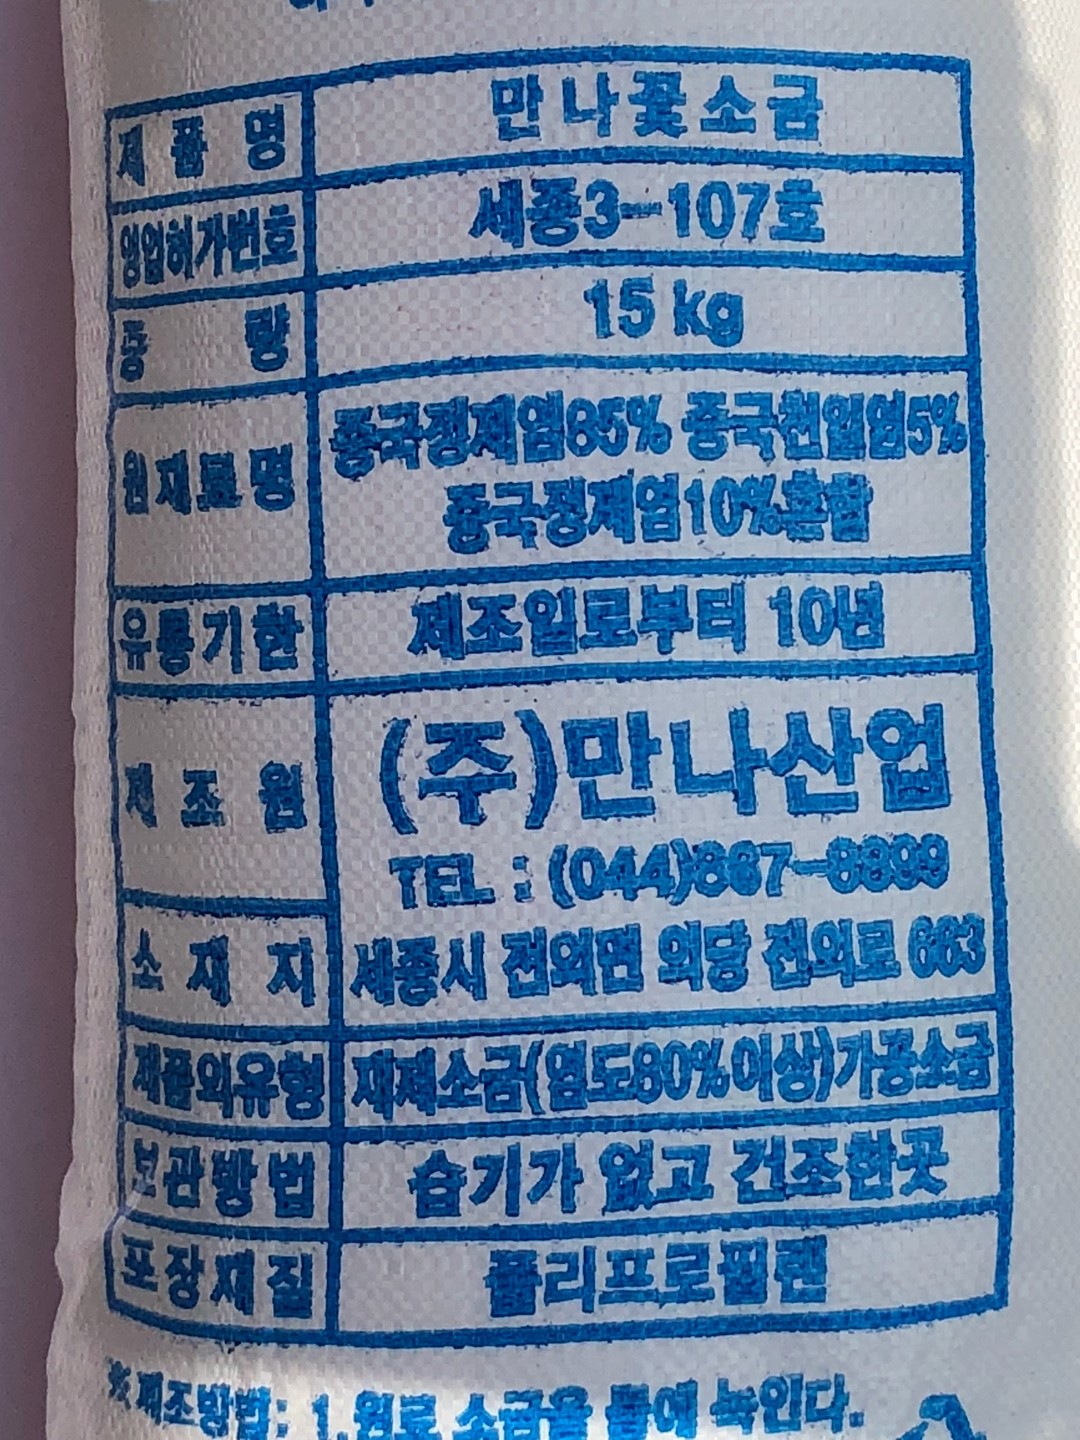 제품명 만나꽃소금
영업허가번호 세종3-107호
중량 15 kg
원재료명 중국정제염85% 중국천일염5%
중국정제염10%혼합
유통기한 제조일로부터 10년
제조원 (주)만나산업
TEL : (044)867-8899
소재지 세종시 전의면 의당 전의로 663
제품의유형 재제소금(염도80%이상)가공소금
보관방법 습기가 없고 건조한곳
포장재질 폴리프로필렌
※제조방법: 1.원료 소금을 물에 녹인다.